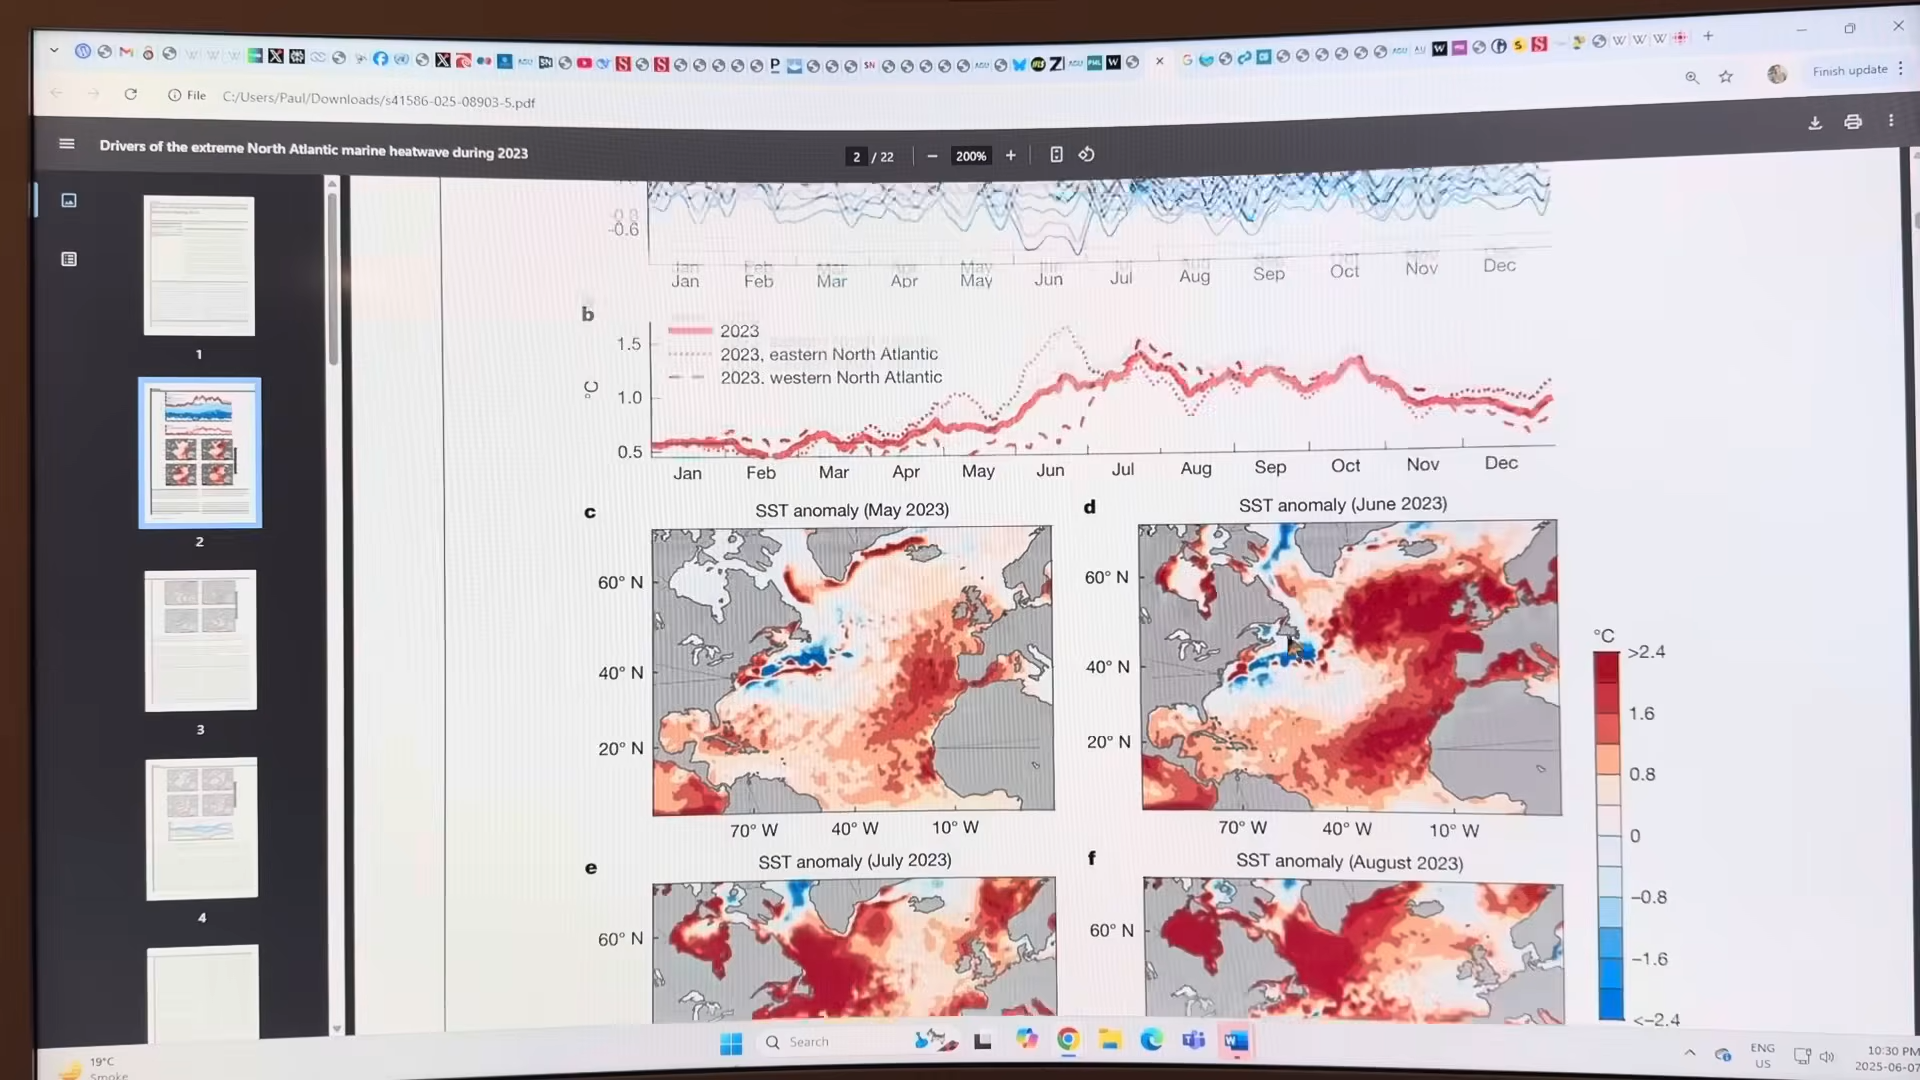 Finish update
File C:/Users/Paul/Downloads/s41586-025-08903-5.pdf
Drivers of the extreme North Atlantic marine heatwave during 2023
2 / 22
200%
1
2
3
4
-0.6
Jan Feb Mar Apr May Jun Jul Aug Sep Oct Nov Dec
b
°C
1.5
1.0
0.5
2023
2023, eastern North Atlantic
2023. western North Atlantic
Jan Feb Mar Apr May Jun Jul Aug Sep Oct Nov Dec
c
SST anomaly (May 2023)
60° N
40° N
20° N
70° W 40° W 10° W
d
SST anomaly (June 2023)
60° N
40° N
20° N
70° W 40° W 10° W
°C
>2.4
1.6
0.8
0
−0.8
−1.6
<−2.4
e
SST anomaly (July 2023)
60° N
f
SST anomaly (August 2023)
60° N
19°C
Smoke
Search
ENG
US
10:30 PM
2025-06-07